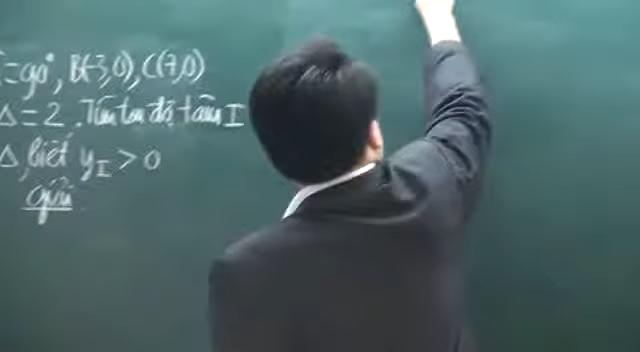 =90°, B(-3,0), C(7,0)
Δ = 2. Tìm tọa độ tâm I
Δ, biết y_I > 0
giải